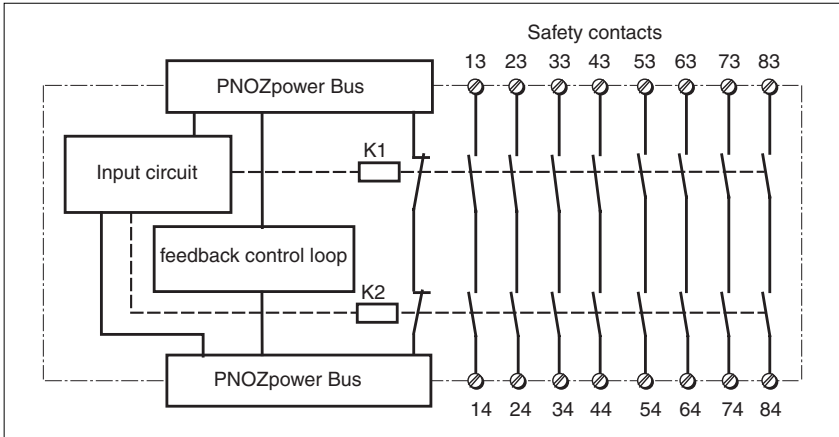 Safety contacts
13 23 33 43 53 63 73 83
PNOZpower Bus
K1
Input circuit
feedback control loop
K2
PNOZpower Bus
14 24 34 44 54 64 74 84